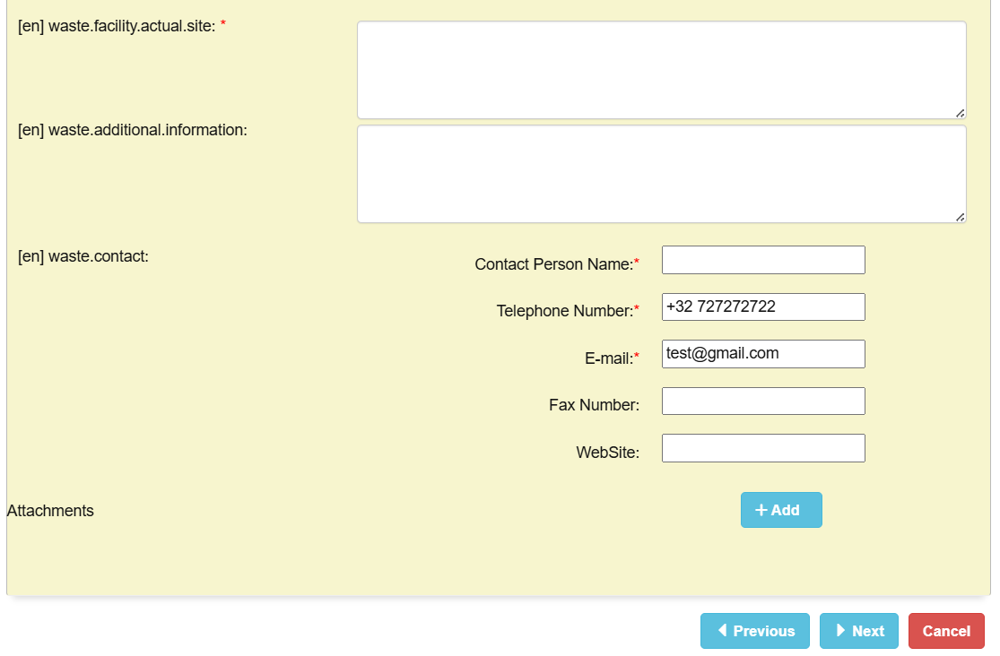 [en] waste.facility.actual.site: *
[en] waste.additional.information:
[en] waste.contact:
Contact Person Name:*
Telephone Number:* +32 727272722
E-mail:* test@gmail.com
Fax Number:
WebSite:
Attachments + Add
Previous Next Cancel